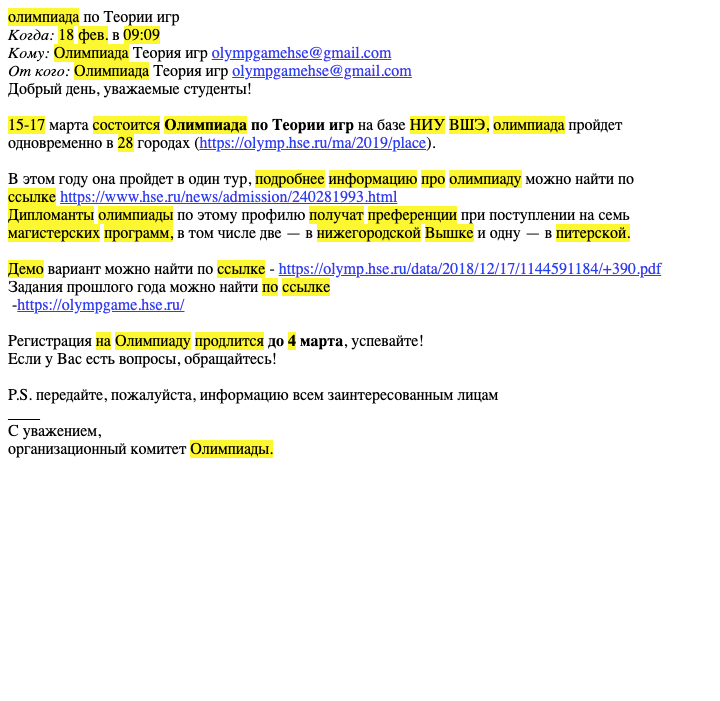 олимпиада по Теории игр
Когда: 18 фев. в 09:09
Кому: Олимпиада Теория игр olympgamehse@gmail.com
От кого: Олимпиада Теория игр olympgamehse@gmail.com
Добрый день, уважаемые студенты!
15-17 марта состоится Олимпиада по Теории игр на базе НИУ ВШЭ, олимпиада пройдет
одновременно в 28 городах (https://olymp.hse.ru/ma/2019/place).
В этом году она пройдет в один тур, подробнее информацию про олимпиаду можно найти по
ссылке https://www.hse.ru/news/admission/240281993.html
Дипломанты олимпиады по этому профилю получат преференции при поступлении на семь
магистерских программ, в том числе две — в нижегородской Вышке и одну — в питерской.
Демо вариант можно найти по ссылке - https://olymp.hse.ru/data/2018/12/17/1144591184/+390.pdf
Задания прошлого года можно найти по ссылке
-https://olympgame.hse.ru/
Регистрация на Олимпиаду продлится до 4 марта, успевайте!
Если у Вас есть вопросы, обращайтесь!
P.S. передайте, пожалуйста, информацию всем заинтересованным лицам
____
С уважением,
организационный комитет Олимпиады.